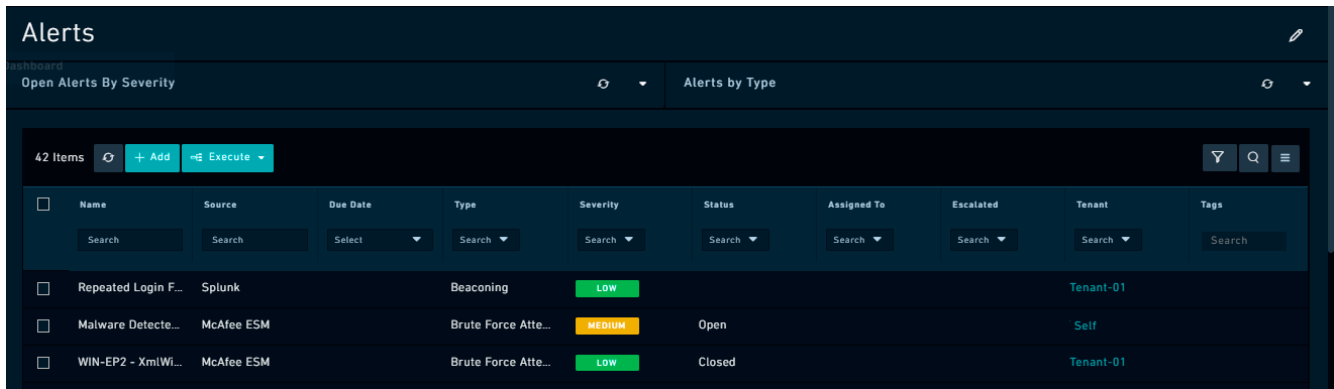 Alerts
Dashboard
Open Alerts By Severity
Alerts by Type
42 Items + Add Execute
Name Source Due Date Type Severity Status Assigned To Escalated Tenant Tags
Search Search Select Search Search Search Search Search Search Search
Repeated Login F... Splunk Beaconing LOW Tenant-01
Malware Detecte... McAfee ESM Brute Force Atte... MEDIUM Open Self
WIN-EP2 - XmlWi... McAfee ESM Brute Force Atte... LOW Closed Tenant-01